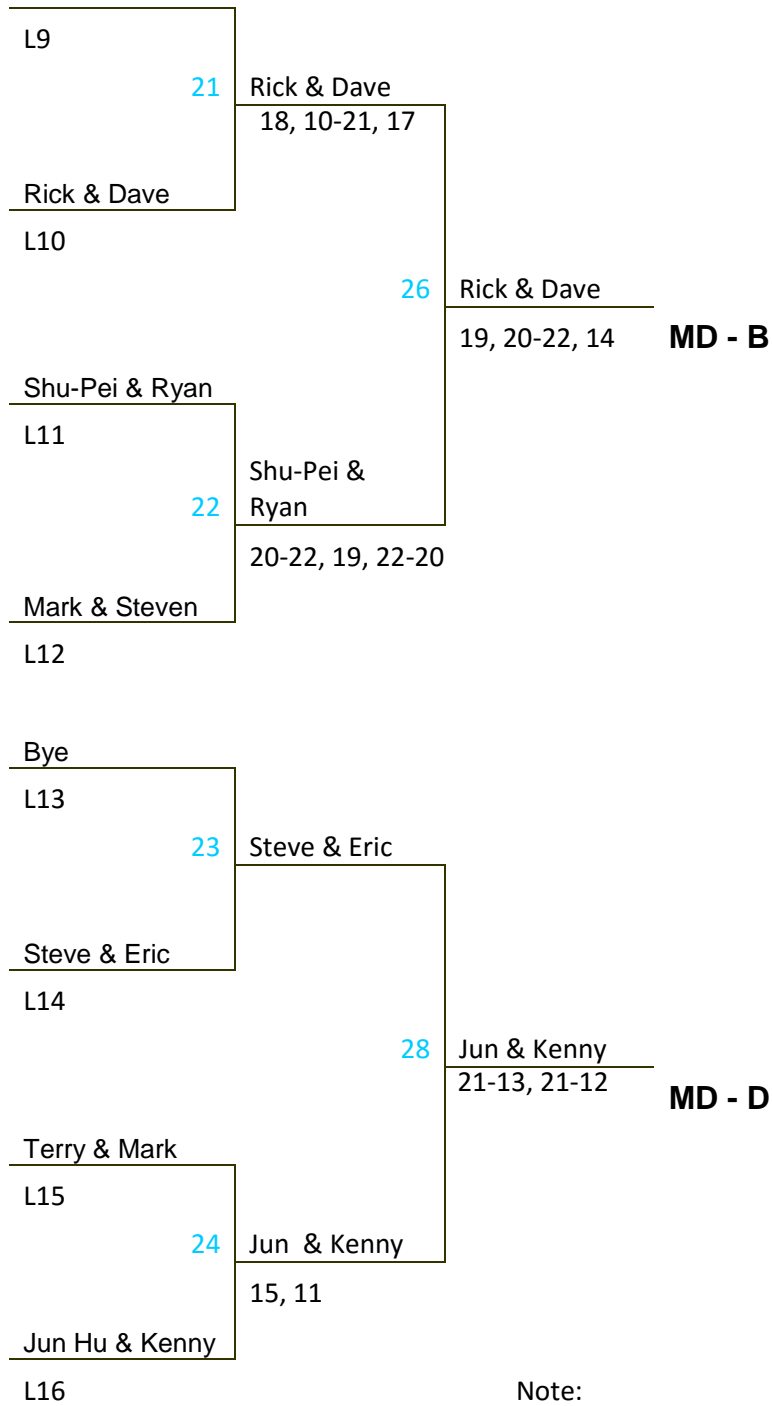 L9
21 Rick & Dave
18, 10-21, 17
Rick & Dave
L10
26 Rick & Dave
19, 20-22, 14 MD - B
Shu-Pei & Ryan
L11
Shu-Pei &
22 Ryan
20-22, 19, 22-20
Mark & Steven
L12
Bye
L13
23 Steve & Eric
Steve & Eric
L14
28 Jun & Kenny
21-13, 21-12
MD - D
Terry & Mark
L15
24 Jun & Kenny
15, 11
Jun Hu & Kenny
L16 Note: